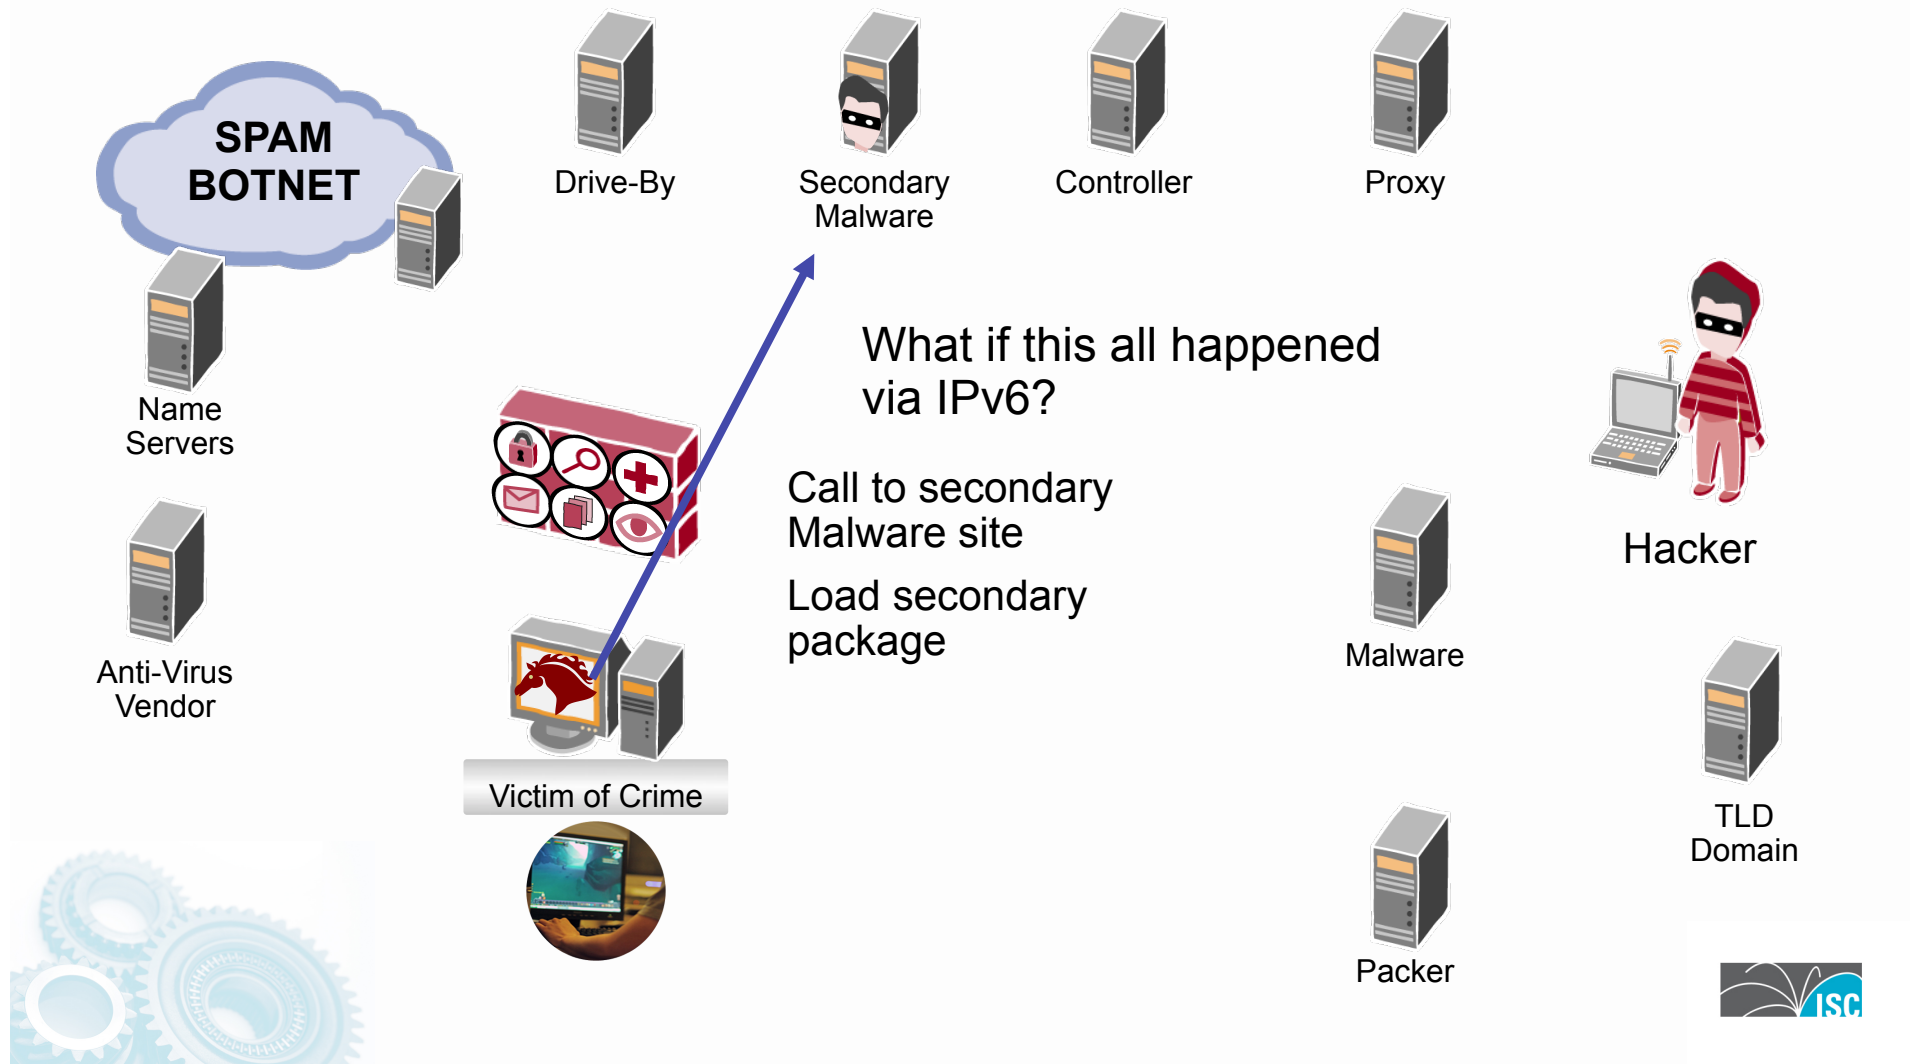 SPAM
BOTNET
Drive-By
Secondary
Malware
Controller
Proxy
Name
Servers
What if this all happened
via IPv6?
Call to secondary
Malware site
Load secondary
package
Hacker
Anti-Virus
Vendor
Malware
Victim of Crime
TLD
Domain
Packer
ISC